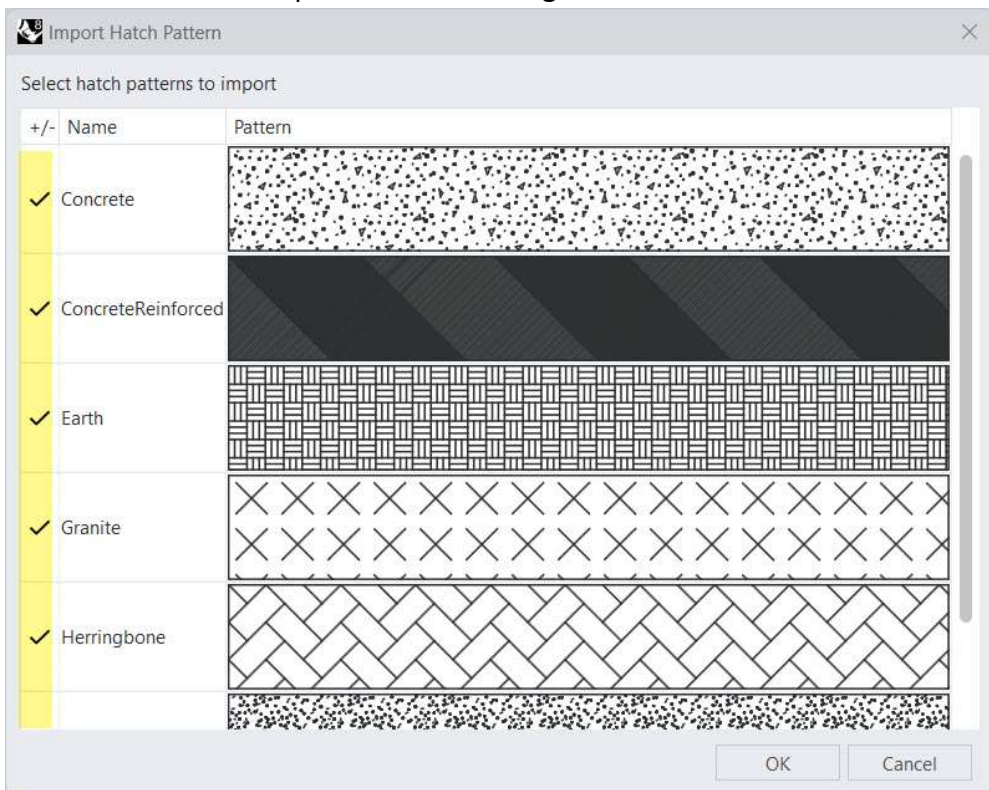 Import Hatch Pattern
Select hatch patterns to import
+/- Name Pattern
Concrete
ConcreteReinforced
Earth
Granite
Herringbone
OK Cancel